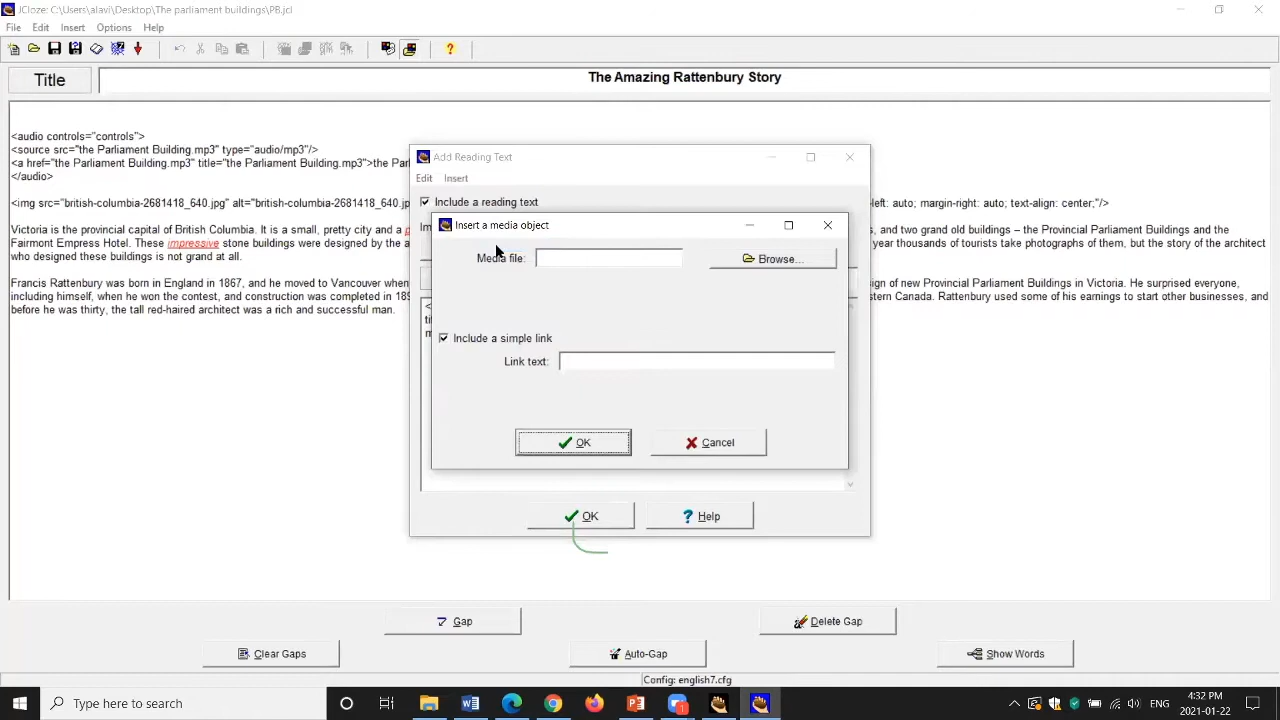 JCloze: C:\Users\alavi\Desktop\The parliament buildings\PB.jcl
File Edit Insert Options Help
Title
The Amazing Rattenbury Story
<audio controls="controls">
<source src="the Parliament Building.mp3" type="audio/mp3"/>
<a href="the Parliament Building.mp3" title="the Parliament Building.mp3">the Par
</audio>
<img src="british-columbia-2681418_640.jpg" alt="british-columbia-2681418_640.jp
-left: auto; margin-right: auto; text-align: center;"/>
Victoria is the provincial capital of British Columbia. It is a small, pretty city and a
, and two grand old buildings – the Provincial Parliament Buildings and the
Fairmont Empress Hotel. These impressive stone buildings were designed by the
year thousands of tourists take photographs of them, but the story of the architect
who designed these buildings is not grand at all.
Francis Rattenbury was born in England in 1867, and he moved to Vancouver when
sign of new Provincial Parliament Buildings in Victoria. He surprised everyone,
including himself, when he won the contest, and construction was completed in 189
stern Canada. Rattenbury used some of his earnings to start other businesses, and
before he was thirty, the tall red-haired architect was a rich and successful man.
Add Reading Text
Edit Insert
Include a reading text
Insert a media object
Media file:
Browse...
Include a simple link
Link text:
OK
Cancel
OK
Help
Gap
Delete Gap
Clear Gaps
Auto-Gap
Show Words
Config: english7.cfg
Type here to search
ENG
4:32 PM
2021-01-22